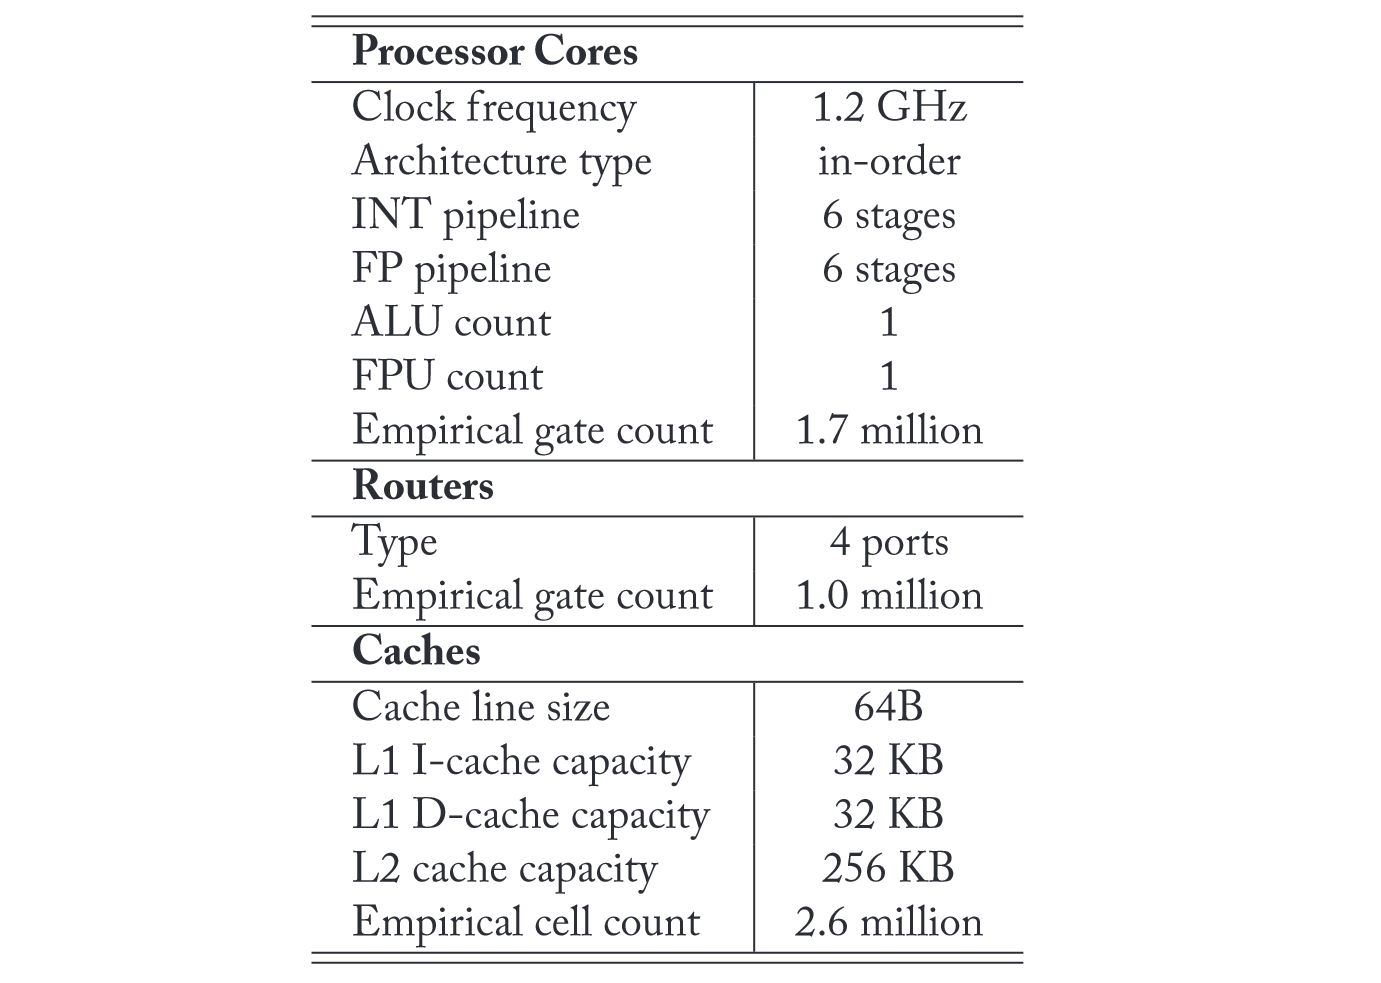 Processor Cores
Clock frequency 1.2 GHz
Architecture type in-order
INT pipeline 6 stages
FP pipeline 6 stages
ALU count 1
FPU count 1
Empirical gate count 1.7 million
Routers
Type 4 ports
Empirical gate count 1.0 million
Caches
Cache line size 64B
L1 I-cache capacity 32 KB
L1 D-cache capacity 32 KB
L2 cache capacity 256 KB
Empirical cell count 2.6 million